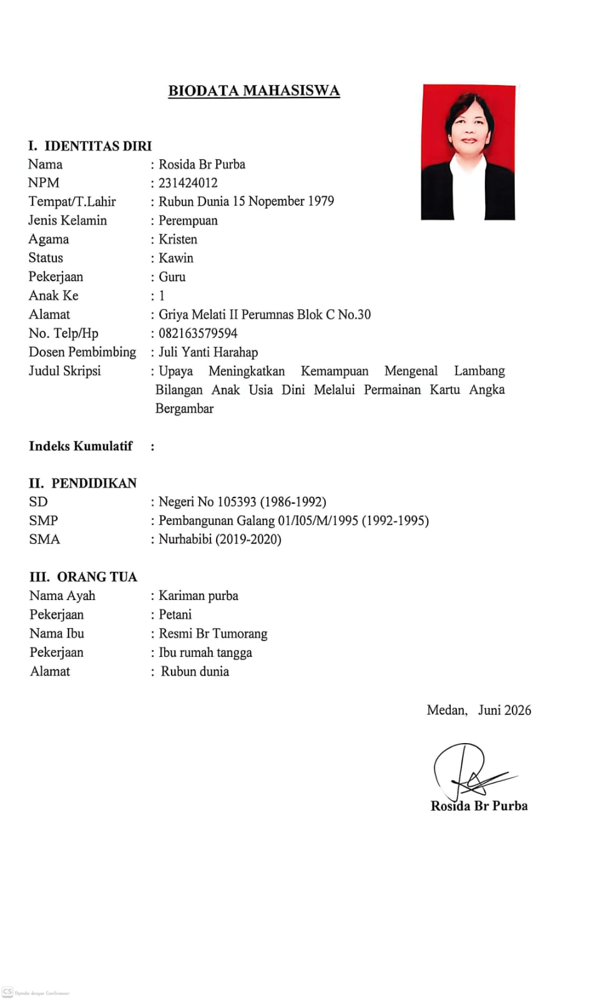 BIODATA MAHASISWA
I. IDENTITAS DIRI
Nama : Rosida Br Purba
NPM : 231424012
Tempat/T.Lahir : Rubun Dunia 15 Nopember 1979
Jenis Kelamin : Perempuan
Agama : Kristen
Status : Kawin
Pekerjaan : Guru
Anak Ke : 1
Alamat : Griya Melati II Perumnas Blok C No.30
No. Telp/Hp : 082163579594
Dosen Pembimbing : Juli Yanti Harahap
Judul Skripsi : Upaya Meningkatkan Kemampuan Mengenal Lambang
Bilangan Anak Usia Dini Melalui Permainan Kartu Angka
Bergambar
Indeks Kumulatif :
II. PENDIDIKAN
SD : Negeri No 105393 (1986-1992)
SMP : Pembangunan Galang 01/I05/M/1995 (1992-1995)
SMA : Nurhabibi (2019-2020)
III. ORANG TUA
Nama Ayah : Kariman purba
Pekerjaan : Petani
Nama Ibu : Resmi Br Tumorang
Pekerjaan : Ibu rumah tangga
Alamat : Rubun dunia
Medan, Juni 2026
Rosida Br Purba
CS Dipindai dengan CamScanner